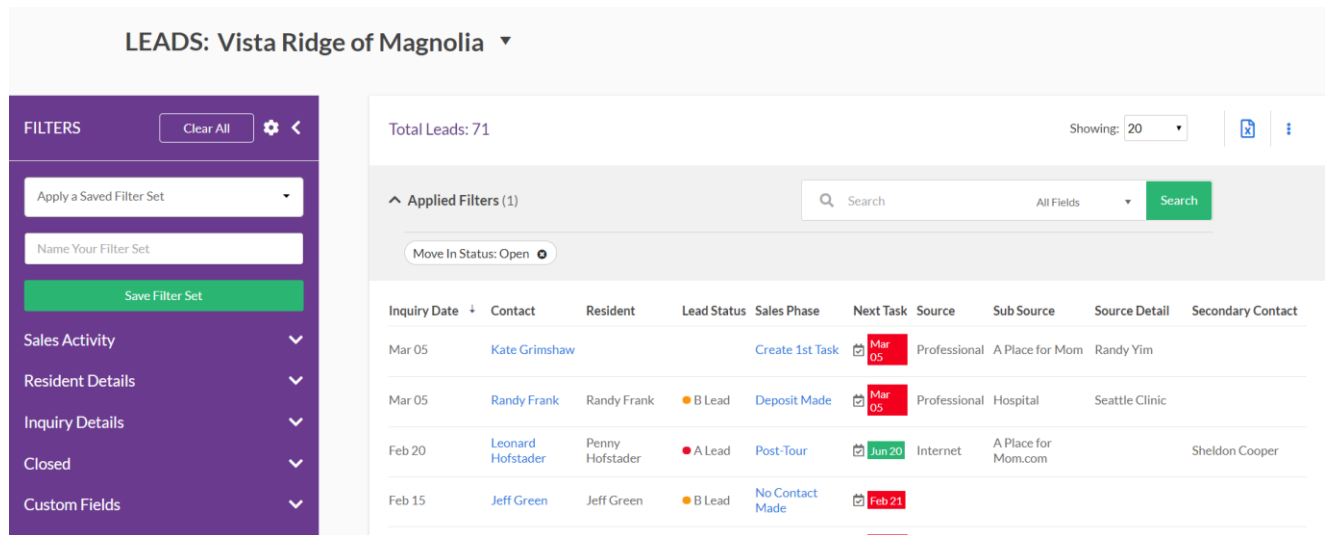 LEADS: Vista Ridge of Magnolia
FILTERS Clear All
Total Leads: 71 Showing: 20
Apply a Saved Filter Set
Applied Filters (1) Search All Fields Search
Name Your Filter Set
Move In Status: Open
Save Filter Set
Inquiry Date Contact Resident Lead Status Sales Phase Next Task Source Sub Source Source Detail Secondary Contact
Sales Activity
Resident Details
Inquiry Details
Closed
Custom Fields
Mar 05 Kate Grimshaw Create 1st Task Mar 05 Professional A Place for Mom Randy Yim
Mar 05 Randy Frank Randy Frank B Lead Deposit Made Mar 05 Professional Hospital Seattle Clinic
Feb 20 Leonard Hofstader Penny Hofstader A Lead Post-Tour Jun 20 Internet A Place for Mom.com Sheldon Cooper
Feb 15 Jeff Green Jeff Green B Lead No Contact Made Feb 21